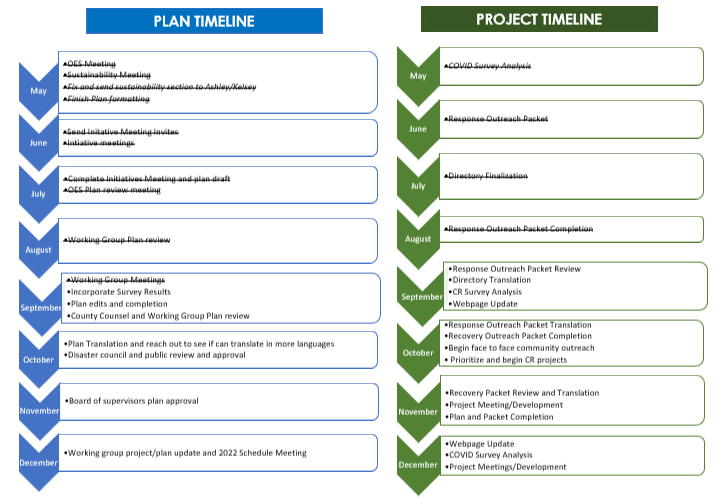 PLAN TIMELINE
May
•OES Meeting
•Sustainability Meeting
•Fix and send sustainability section to Ashley/Kelsey
•Finish Plan formatting
June
•Send Initative Meeting Invites
•Intiative meetings
July
•Complete Initiatives Meeting and plan draft
•OES Plan review meeting
August
•Working Group Plan review
September
•Working Group Meetings
•Incorporate Survey Results
•Plan edits and completion
•County Counsel and Working Group Plan review
October
•Plan Translation and reach out to see if can translate in more languages
•Disaster council and public review and approval
November
•Board of supervisors plan approval
December
•Working group project/plan update and 2022 Schedule Meeting
PROJECT TIMELINE
May
•COVID Survey Analysis
June
•Response Outreach Packet
July
•Directory Finalization
August
•Response Outreach Packet Completion
September
•Response Outreach Packet Review
•Directory Translation
•CR Survey Analysis
•Webpage Update
October
•Response Outreach Packet Translation
•Recovery Outreach Packet Completion
•Begin face to face community outreach
• Prioritize and begin CR projects
November
•Recovery Packet Review and Translation
•Project Meeting/Development
•Plan and Packet Completion
December
•Webpage Update
•COVID Survey Analysis
•Project Meetings/Development